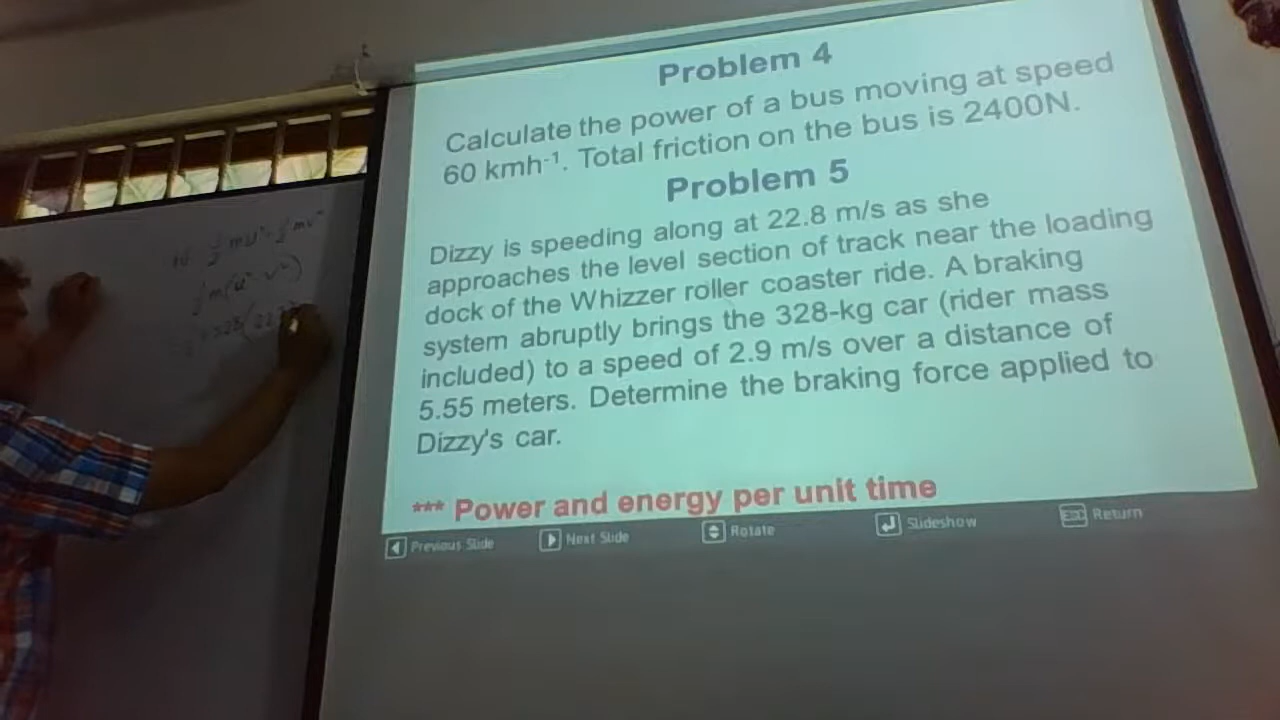 Problem 4
Calculate the power of a bus moving at speed
60 kmh-¹. Total friction on the bus is 2400N.
Problem 5
Dizzy is speeding along at 22.8 m/s as she
approaches the level section of track near the loading
dock of the Whizzer roller coaster ride. A braking
system abruptly brings the 328-kg car (rider mass
included) to a speed of 2.9 m/s over a distance of
5.55 meters. Determine the braking force applied to
Dizzy's car.
*** Power and energy per unit time
Previous Slide Next Slide Rotate Slideshow Return